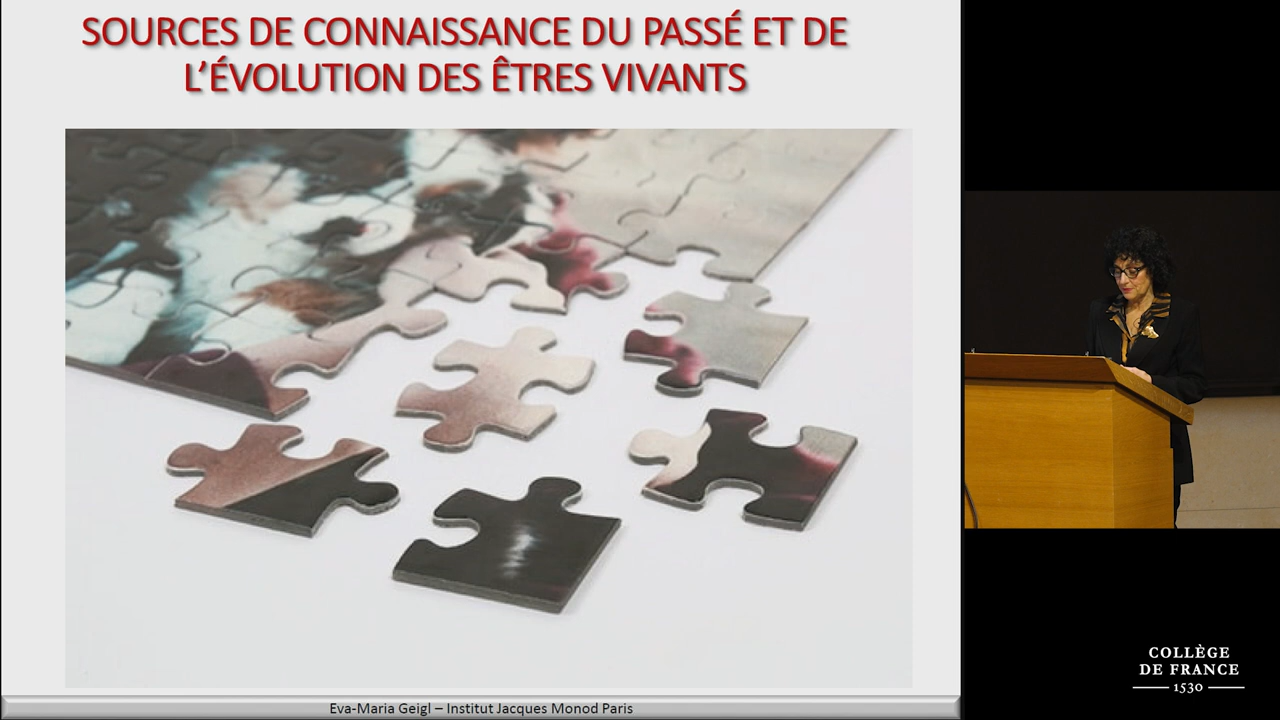 SOURCES DE CONNAISSANCE DU PASSÉ ET DE
L’ÉVOLUTION DES ÊTRES VIVANTS
Eva-Maria Geigl – Institut Jacques Monod Paris
COLLÈGE
DE FRANCE
1530